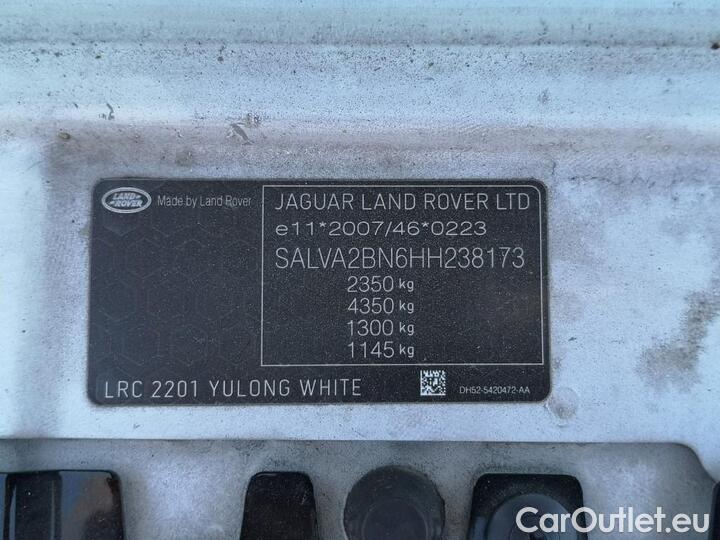 LAND ROVER
Made by Land Rover
JAGUAR LAND ROVER LTD
e11*2007/46*0223
SALVA2BN6HH238173
2350 kg
4350 kg
1300 kg
1145 kg
LRC 2201 YULONG WHITE
DH52-5420472-AA
CarOutlet.eu